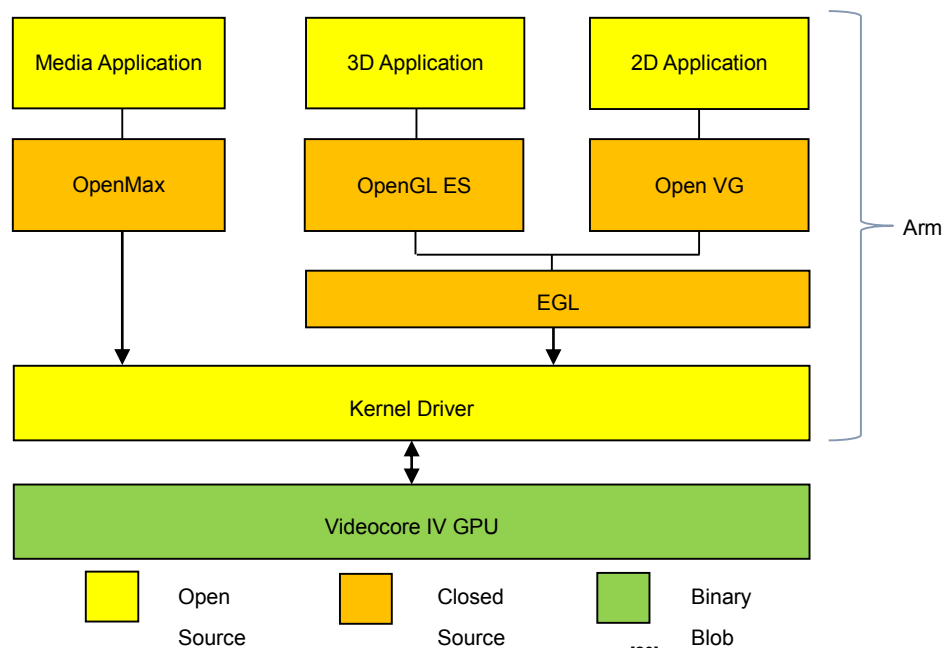 Media Application
3D Application
2D Application
OpenMax
OpenGL ES
Open VG
Arm
EGL
Kernel Driver
Videocore IV GPU
Open
Source
Closed
Source
Binary
Blob